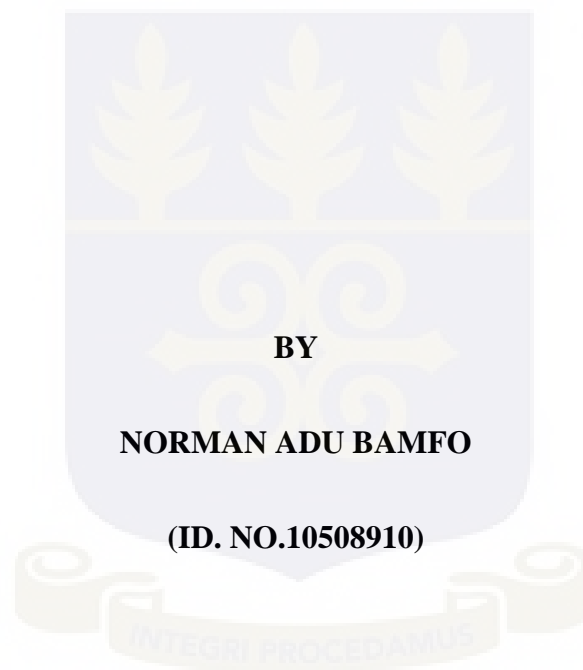 BY
NORMAN ADU BAMFO
(ID. NO.10508910)
INTEGRI PROCEDAMUS